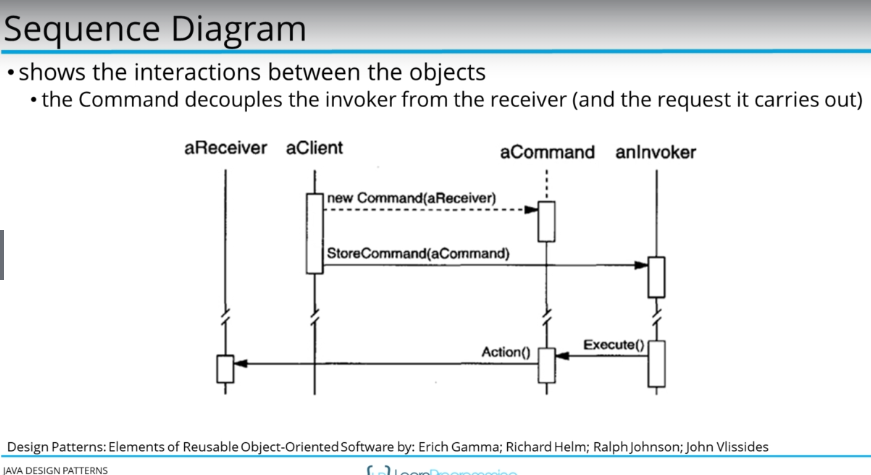 Sequence Diagram
•shows the interactions between the objects
•the Command decouples the invoker from the receiver (and the request it carries out)
aReceiver aClient aCommand anInvoker
new Command(aReceiver)
StoreCommand(aCommand)
Action() Execute()
Design Patterns: Elements of Reusable Object-Oriented Software by: Erich Gamma; Richard Helm; Ralph Johnson; John Vlissides
JAVA DESIGN PATTERNS